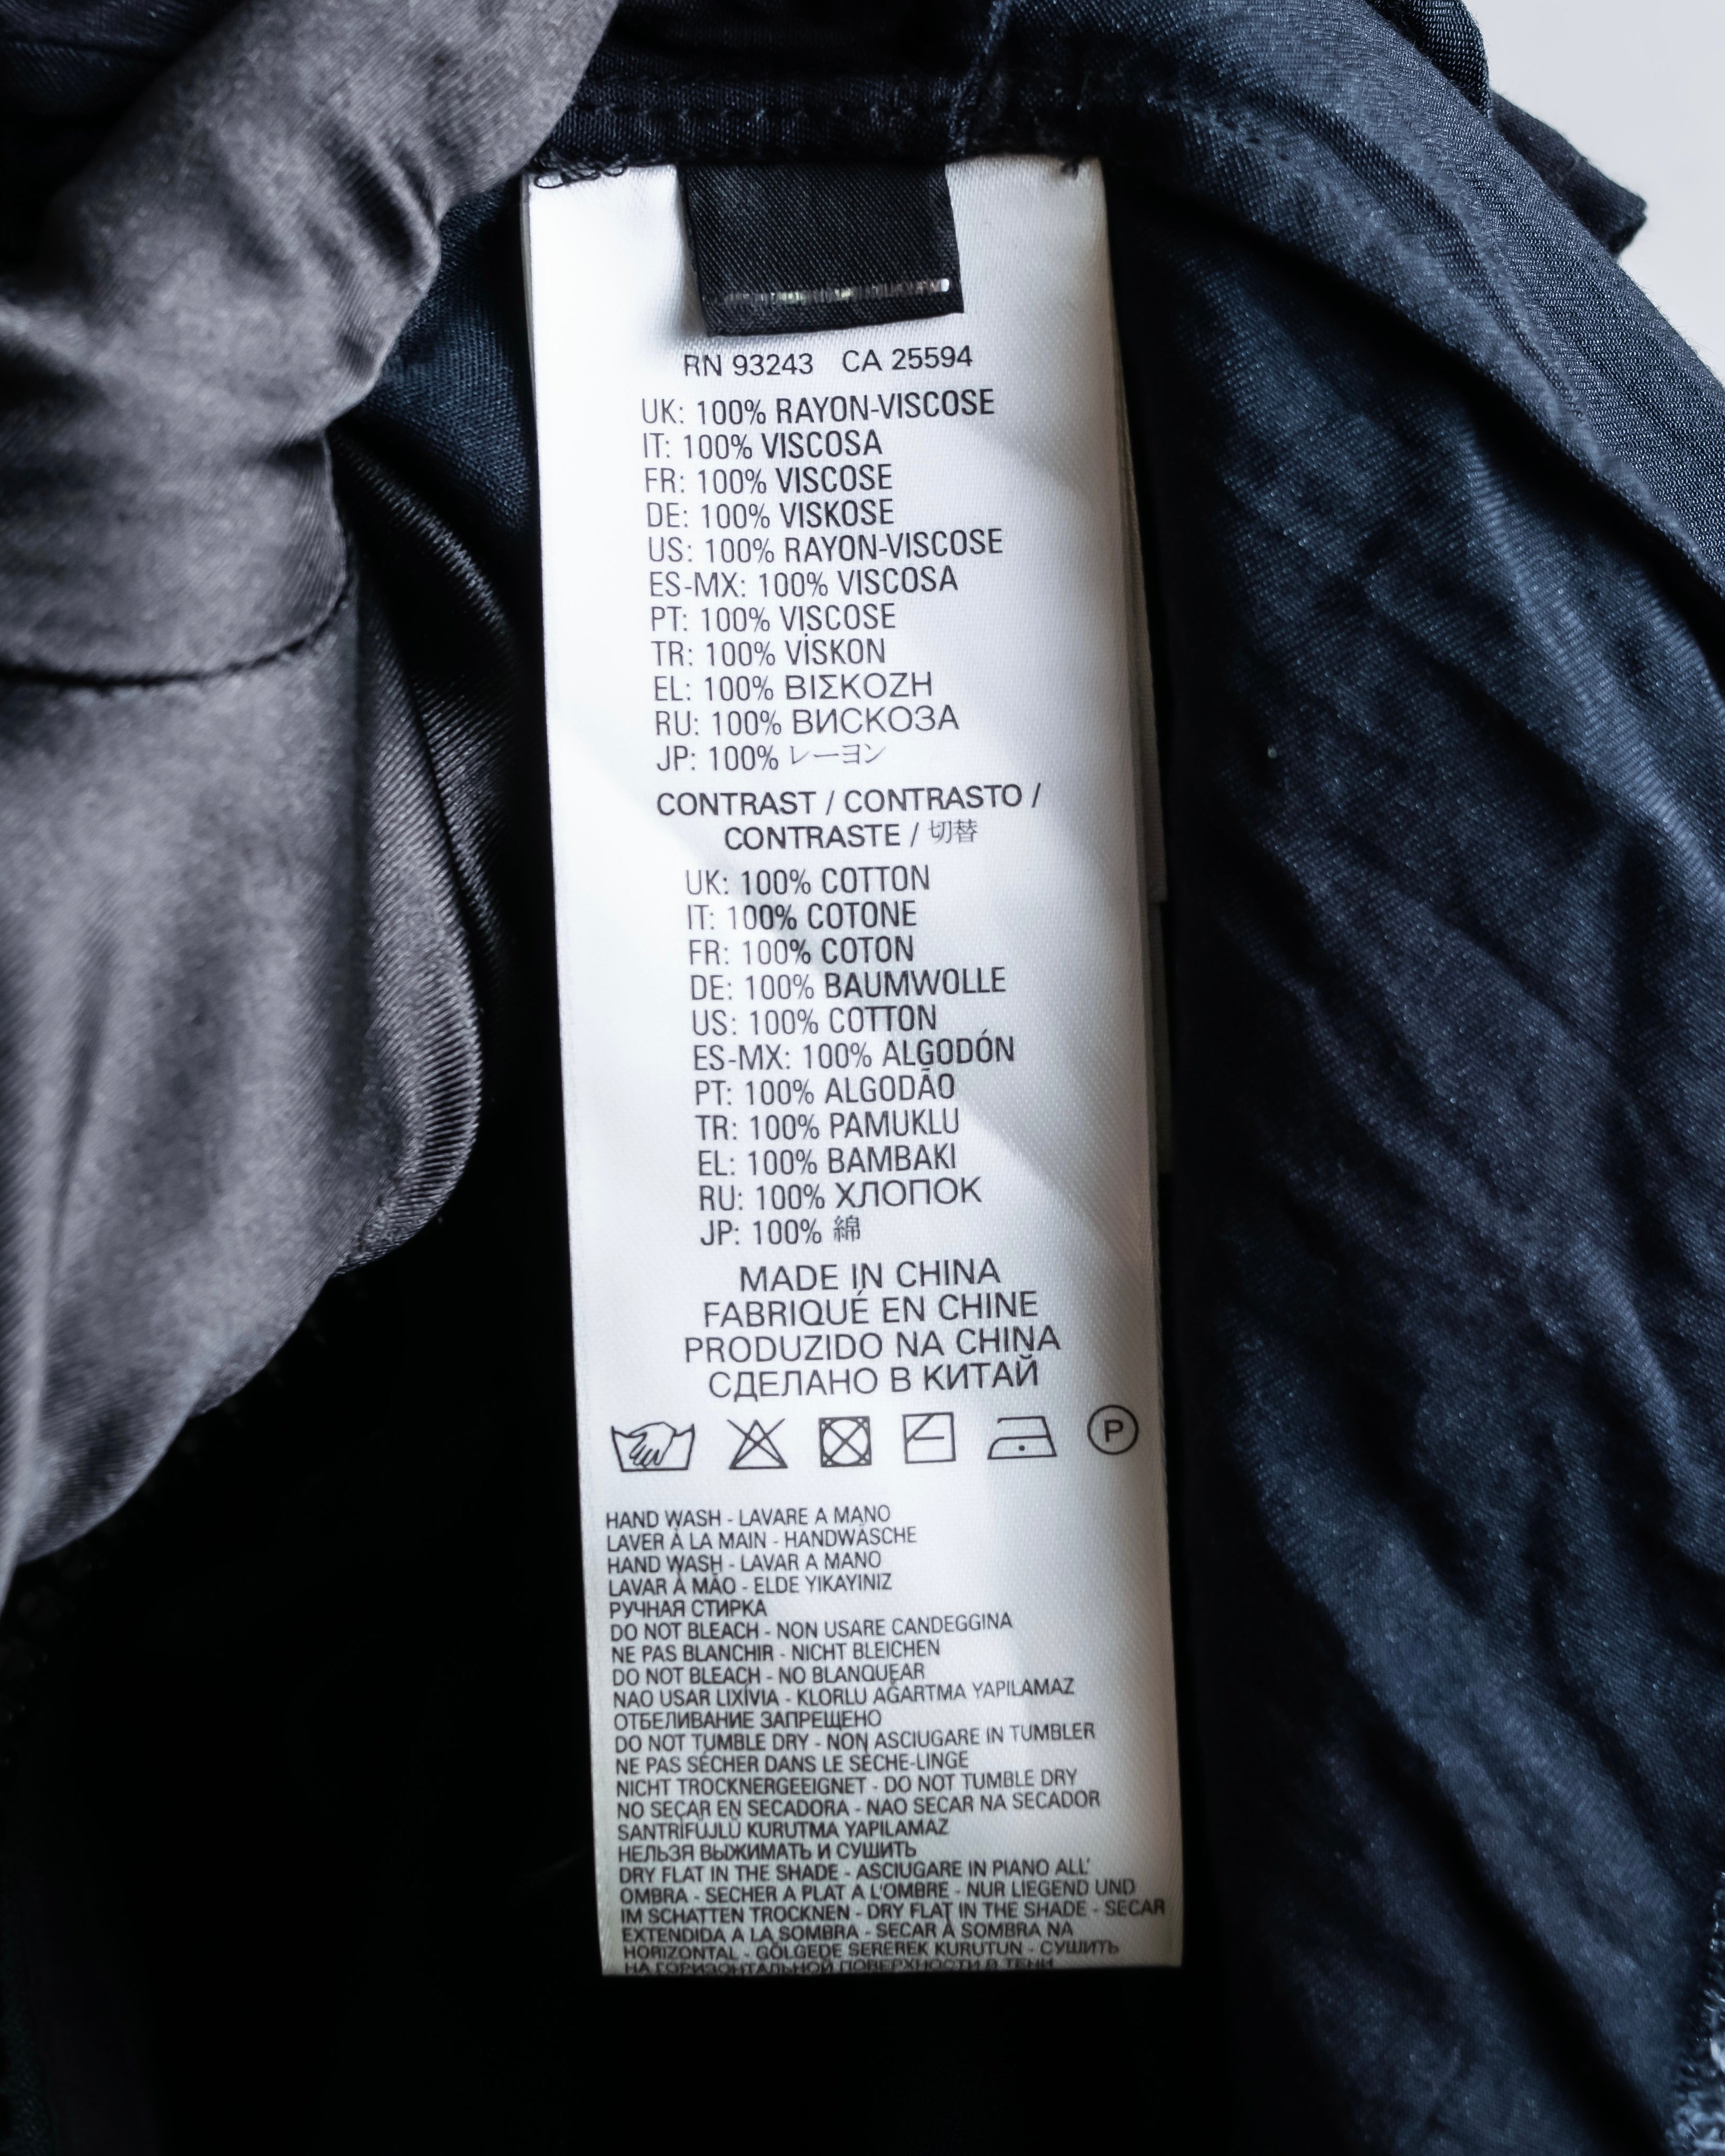 RN 93243 CA 25594
UK: 100% RAYON-VISCOSE
IT: 100% VISCOSA
FR: 100% VISCOSE
DE: 100% VISKOSE
US: 100% RAYON-VISCOSE
ES-MX: 100% VISCOSA
PT: 100% VISCOSE
TR: 100% VİSKON
EL: 100% ΒΙΣΚΟΖΗ
RU: 100% ВИСКОЗА
JP: 100% レーヨン
CONTRAST / CONTRASTO /
CONTRASTE / 切替
UK: 100% COTTON
IT: 100% COTONE
FR: 100% COTON
DE: 100% BAUMWOLLE
US: 100% COTTON
ES-MX: 100% ALGODÓN
PT: 100% ALGODÃO
TR: 100% PAMUKLU
EL: 100% BAMBAKI
RU: 100% ХЛОПОК
JP: 100% 綿
MADE IN CHINA
FABRIQUÉ EN CHINE
PRODUZIDO NA CHINA
СДЕЛАНО В КИТАЙ
P
HAND WASH - LAVARE A MANO
LAVER À LA MAIN - HANDWÄSCHE
HAND WASH - LAVAR A MANO
LAVAR À MÃO - ELDE YIKAYINIZ
РУЧНАЯ СТИРКА
DO NOT BLEACH - NON USARE CANDEGGINA
NE PAS BLANCHIR - NICHT BLEICHEN
DO NOT BLEACH - NO BLANQUEAR
NAO USAR LIXÍVIA - KLORLU AĞARTMA YAPILAMAZ
ОТБЕЛИВАНИЕ ЗАПРЕЩЕНО
DO NOT TUMBLE DRY - NON ASCIUGARE IN TUMBLER
NE PAS SÉCHER DANS LE SÈCHE-LINGE
NICHT TROCKNERGEEIGNET - DO NOT TUMBLE DRY
NO SECAR EN SECADORA - NAO SECAR NA SECADOR
SANTRİFÜJLÜ KURUTMA YAPILAMAZ
НЕЛЬЗЯ ВЫЖИМАТЬ И СУШИТЬ
DRY FLAT IN THE SHADE - ASCIUGARE IN PIANO ALL'
OMBRA - SECHER A PLAT A L'OMBRE - NUR LIEGEND UND
IM SCHATTEN TROCKNEN - DRY FLAT IN THE SHADE - SECAR
EXTENDIDA A LA SOMBRA - SECAR À SOMBRA NA
HORIZONTAL - GÖLGEDE SEREREK KURUTUN - СУШИТЬ
НА ГОРИЗОНТАЛЬНОЙ ПОВЕРХНОСТИ В ТЕНИ